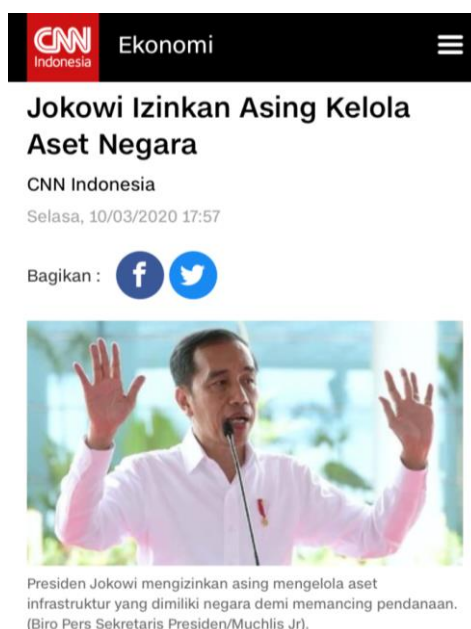 CNN
Indonesia
Ekonomi
Jokowi Izinkan Asing Kelola
Aset Negara
CNN Indonesia
Selasa, 10/03/2020 17:57
Bagikan :
Presiden Jokowi mengizinkan asing mengelola aset
infrastruktur yang dimiliki negara demi memancing pendanaan.
(Biro Pers Sekretaris Presiden/Muchlis Jr).